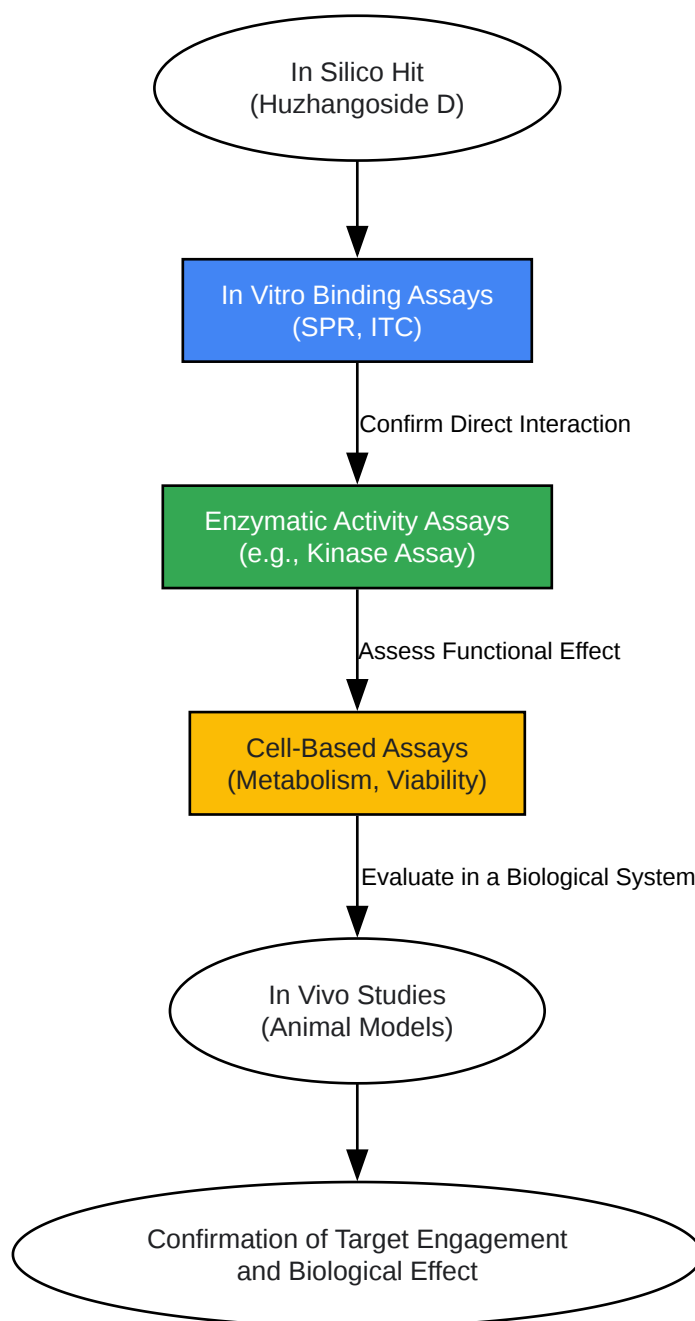 In Silico Hit
(Huzhangoside D)
In Vitro Binding Assays
(SPR, ITC)
Confirm Direct Interaction
Enzymatic Activity Assays
(e.g., Kinase Assay)
Assess Functional Effect
Cell-Based Assays
(Metabolism, Viability)
Evaluate in a Biological System
In Vivo Studies
(Animal Models)
Confirmation of Target Engagement
and Biological Effect